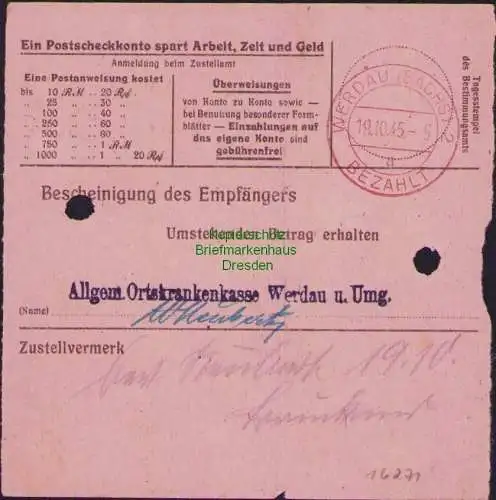 Ein Postscheckkonto spart Arbeit, Zeit und Geld
Anmeldung beim Zustellamt
Eine Postanweisung kostet
bis 10 RM .. 20 Rpf
„ 25 „ .. 30 „
„ 100 „ .. 40 „
„ 250 „ .. 60 „
„ 500 „ .. 80 „
„ 750 „ .. 1 RM
„ 1000 „ .. 1 „ 20 Rpf
Überweisungen
von Konto zu Konto sowie —
bei Benutzung besonderer Form-
blätter — Einzahlungen auf
das eigene Konto sind
gebührenfrei
WERDAU (SACHS) 2
19.10.45 - 9
a
BEZAHLT
Tagesstempel
des Bestimmungsamts
Bescheinigung des Empfängers
Umstehenden Betrag erhalten
Briefmarkenhaus
Dresden
Allgem. Ortskrankenkasse Werdau u. Umg.
(Name)
Zustellvermerk
19.10.
16271